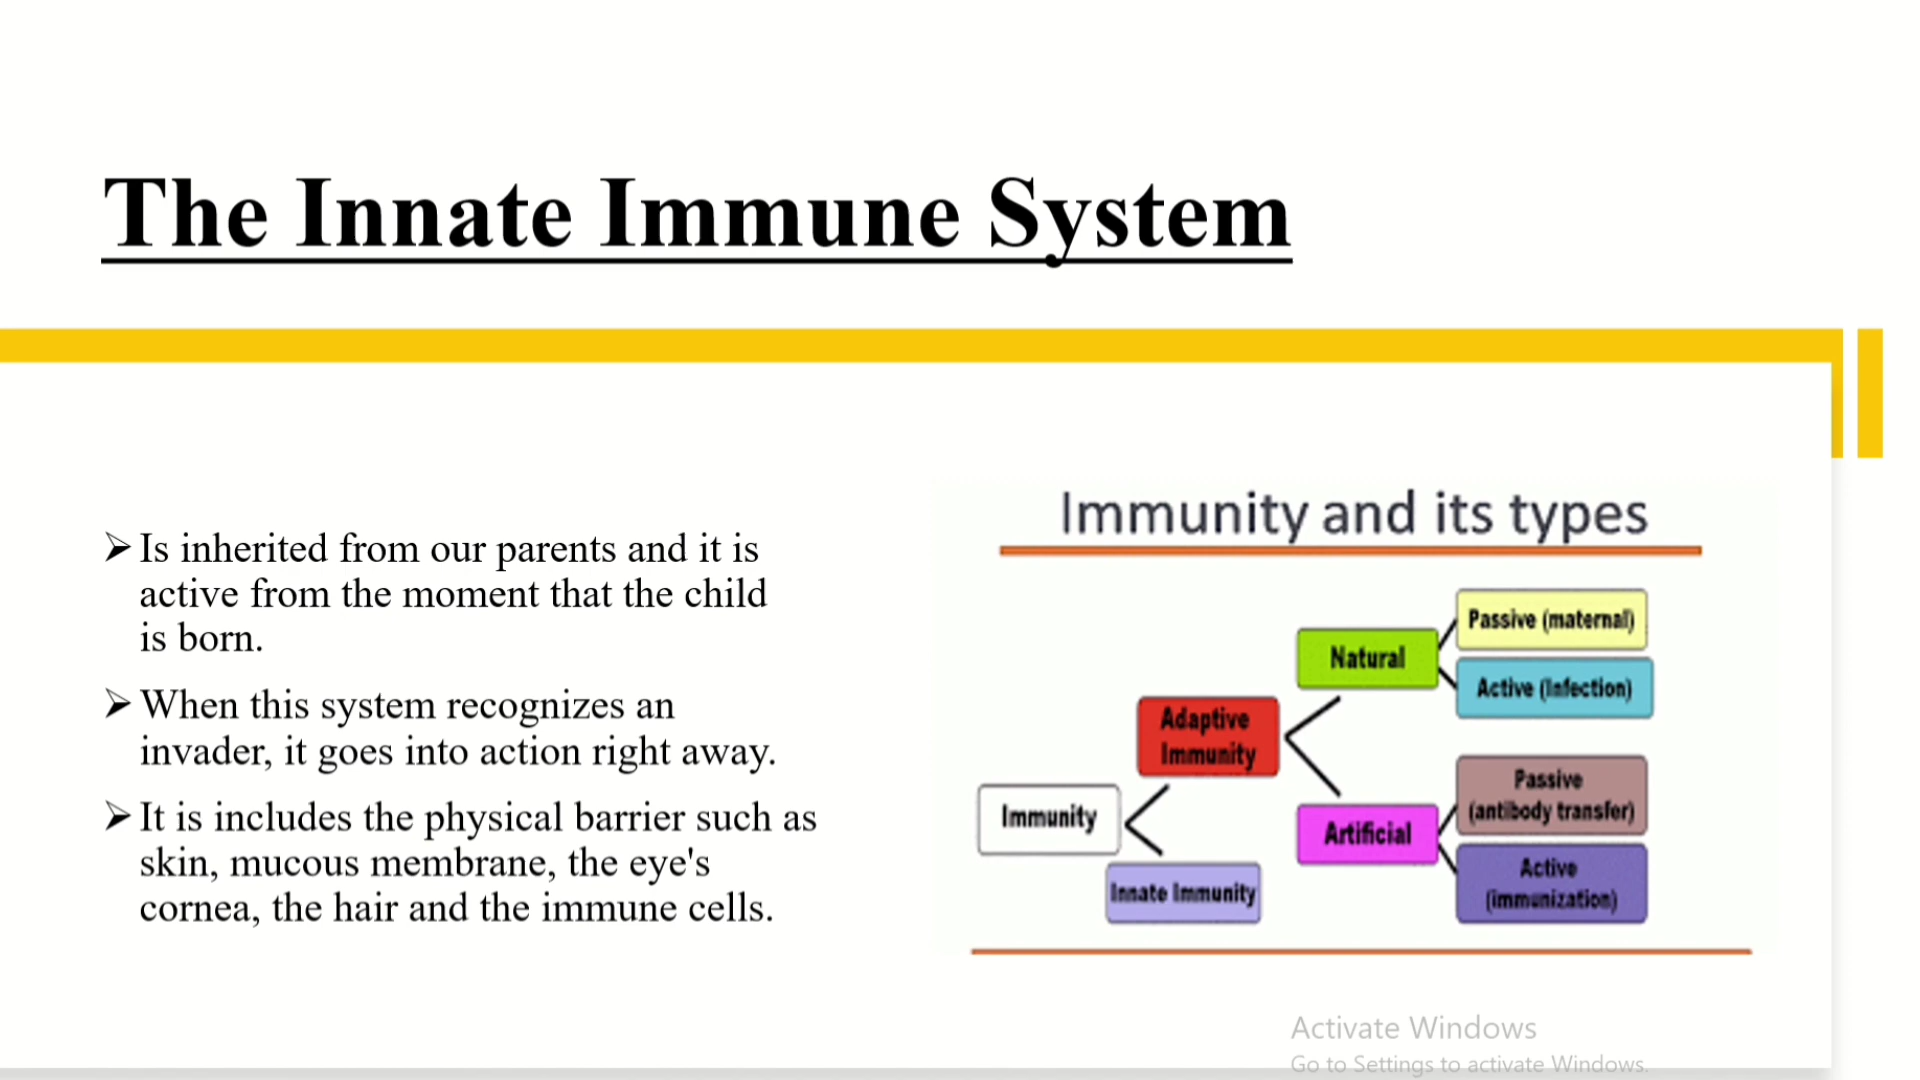 The Innate Immune System
➢Is inherited from our parents and it is
active from the moment that the child
is born.
➢When this system recognizes an
invader, it goes into action right away.
➢It is includes the physical barrier such as
skin, mucous membrane, the eye's
cornea, the hair and the immune cells.
Immunity and its types
Passive (maternal)
Natural
Active (Infection)
Adaptive
Immunity
Passive
(antibody transfer)
Immunity
Artificial
Active
(immunization)
Innate Immunity
Activate Windows
Go to Settings to activate Windows.